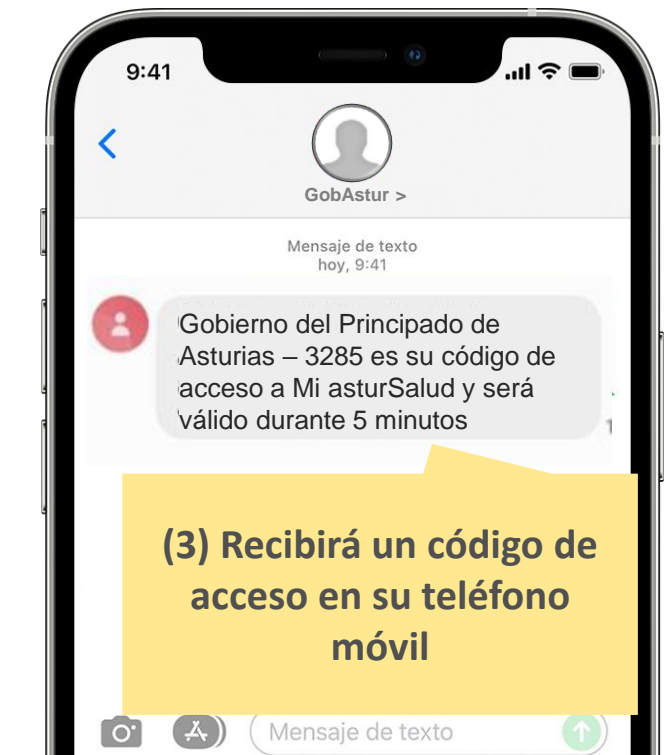 9:41
GobAstur >
Mensaje de texto
hoy, 9:41
Gobierno del Principado de
Asturias – 3285 es su código de
acceso a Mi asturSalud y será
válido durante 5 minutos
(3) Recibirá un código de
acceso en su teléfono
móvil
Mensaje de texto